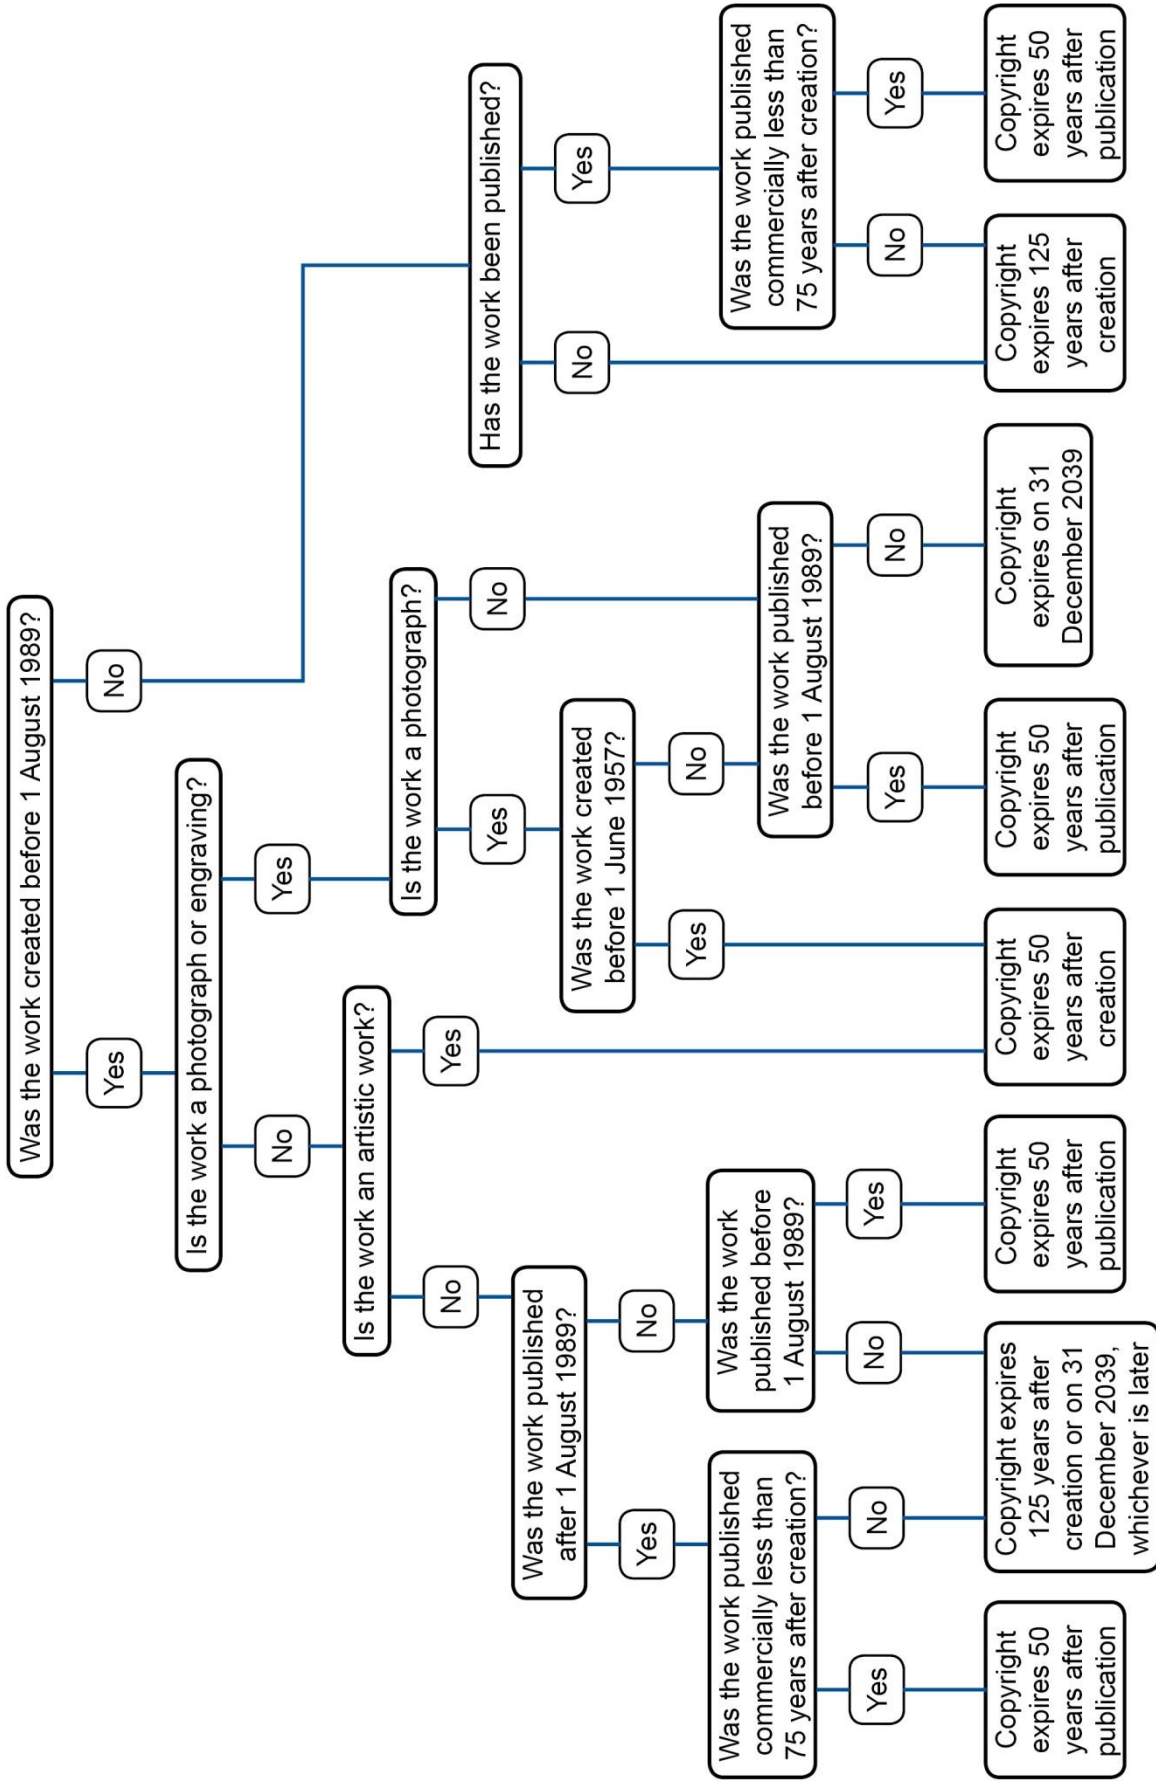 Was the work created before 1 August 1989?
Yes
No
Is the work a photograph or engraving?
No
Yes
Is the work an artistic work?
No
Yes
Is the work a photograph?
Yes
No
Has the work been published?
No
Yes
Was the work published
after 1 August 1989?
Yes
No
Was the work created
before 1 June 1957?
Yes
No
Was the work published
commercially less than
75 years after creation?
Yes
No
Was the work
published before
1 August 1989?
No
Yes
Was the work published
before 1 August 1989?
Yes
No
Was the work published
commercially less than
75 years after creation?
No
Yes
Copyright
expires 50
years after
publication
Copyright expires
125 years after
creation or on 31
December 2039,
whichever is later
Copyright
expires 50
years after
publication
Copyright
expires 50
years after
creation
Copyright
expires 50
years after
publication
Copyright
expires on 31
December 2039
Copyright
expires 125
years after
creation
Copyright
expires 50
years after
publication